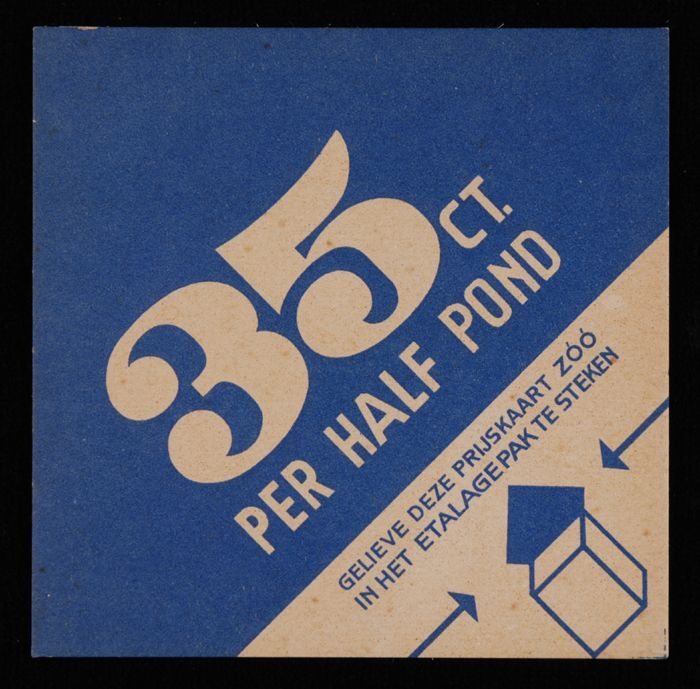 35 CT.
PER HALF POND
GELIEVE DEZE PRIJSKAART ZÓÓ
IN HET ETALAGEPAK TE STEKEN